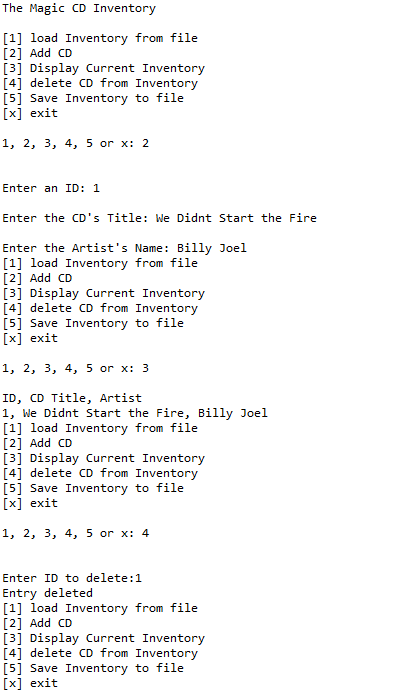 The Magic CD Inventory
[1] load Inventory from file
[2] Add CD
[3] Display Current Inventory
[4] delete CD from Inventory
[5] Save Inventory to file
[x] exit
1, 2, 3, 4, 5 or x: 2
Enter an ID: 1
Enter the CD's Title: We Didnt Start the Fire
Enter the Artist's Name: Billy Joel
[1] load Inventory from file
[2] Add CD
[3] Display Current Inventory
[4] delete CD from Inventory
[5] Save Inventory to file
[x] exit
1, 2, 3, 4, 5 or x: 3
ID, CD Title, Artist
1, We Didnt Start the Fire, Billy Joel
[1] load Inventory from file
[2] Add CD
[3] Display Current Inventory
[4] delete CD from Inventory
[5] Save Inventory to file
[x] exit
1, 2, 3, 4, 5 or x: 4
Enter ID to delete:1
Entry deleted
[1] load Inventory from file
[2] Add CD
[3] Display Current Inventory
[4] delete CD from Inventory
[5] Save Inventory to file
[x] exit